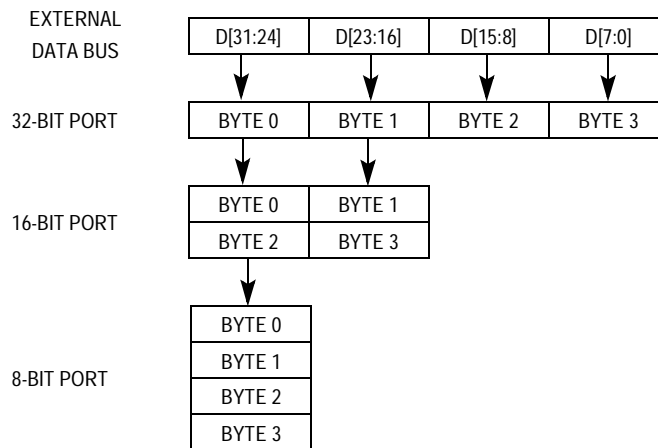 EXTERNAL
DATA BUS
D[31:24] D[23:16] D[15:8] D[7:0]
32-BIT PORT BYTE 0 BYTE 1 BYTE 2 BYTE 3
16-BIT PORT
BYTE 0 BYTE 1
BYTE 2 BYTE 3
8-BIT PORT
BYTE 0
BYTE 1
BYTE 2
BYTE 3